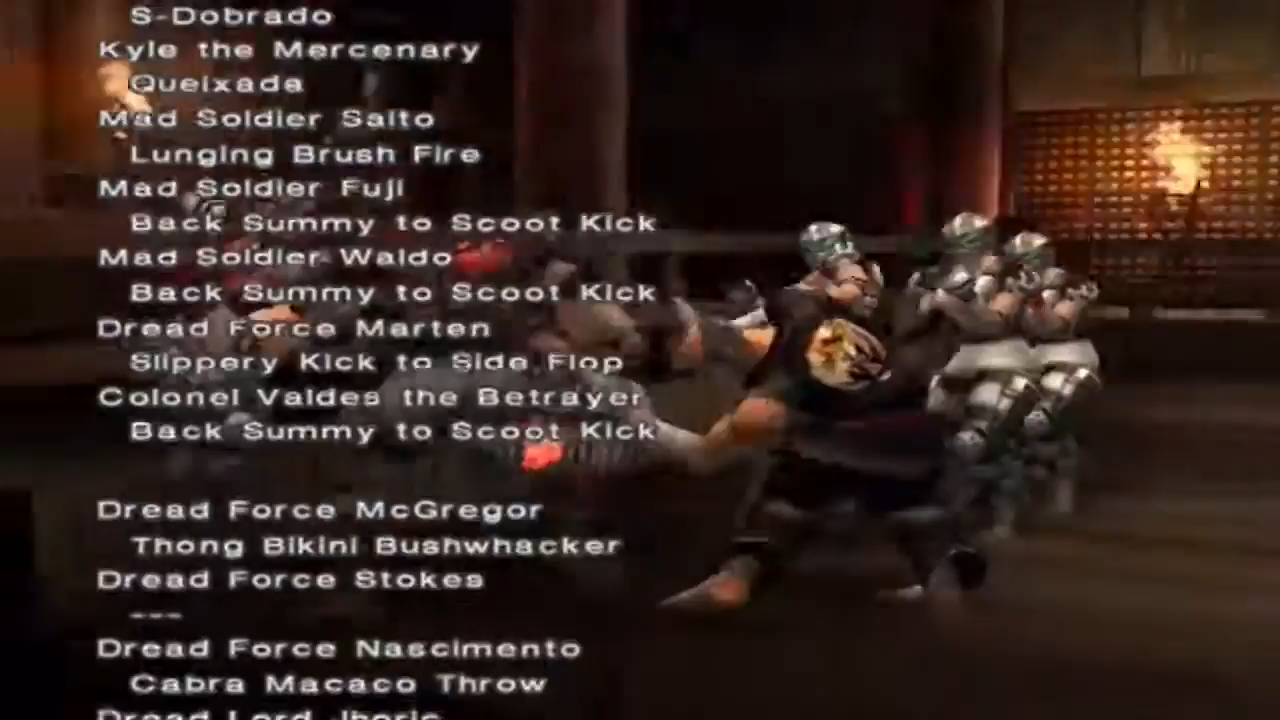 S-Dobrado
Kyle the Mercenary
Queixada
Mad Soldier Saito
Lunging Brush Fire
Mad Soldier Fuji
Back Summy to Scoot Kick
Mad Soldier Waldo
Back Summy to Scoot Kick
Dread Force Marten
Slippery Kick to Side Flop
Colonel Valdes the Betrayer
Back Summy to Scoot Kick
Dread Force McGregor
Thong Bikini Bushwhacker
Dread Force Stokes
---
Dread Force Nascimento
Cabra Macaco Throw
Dread Lord